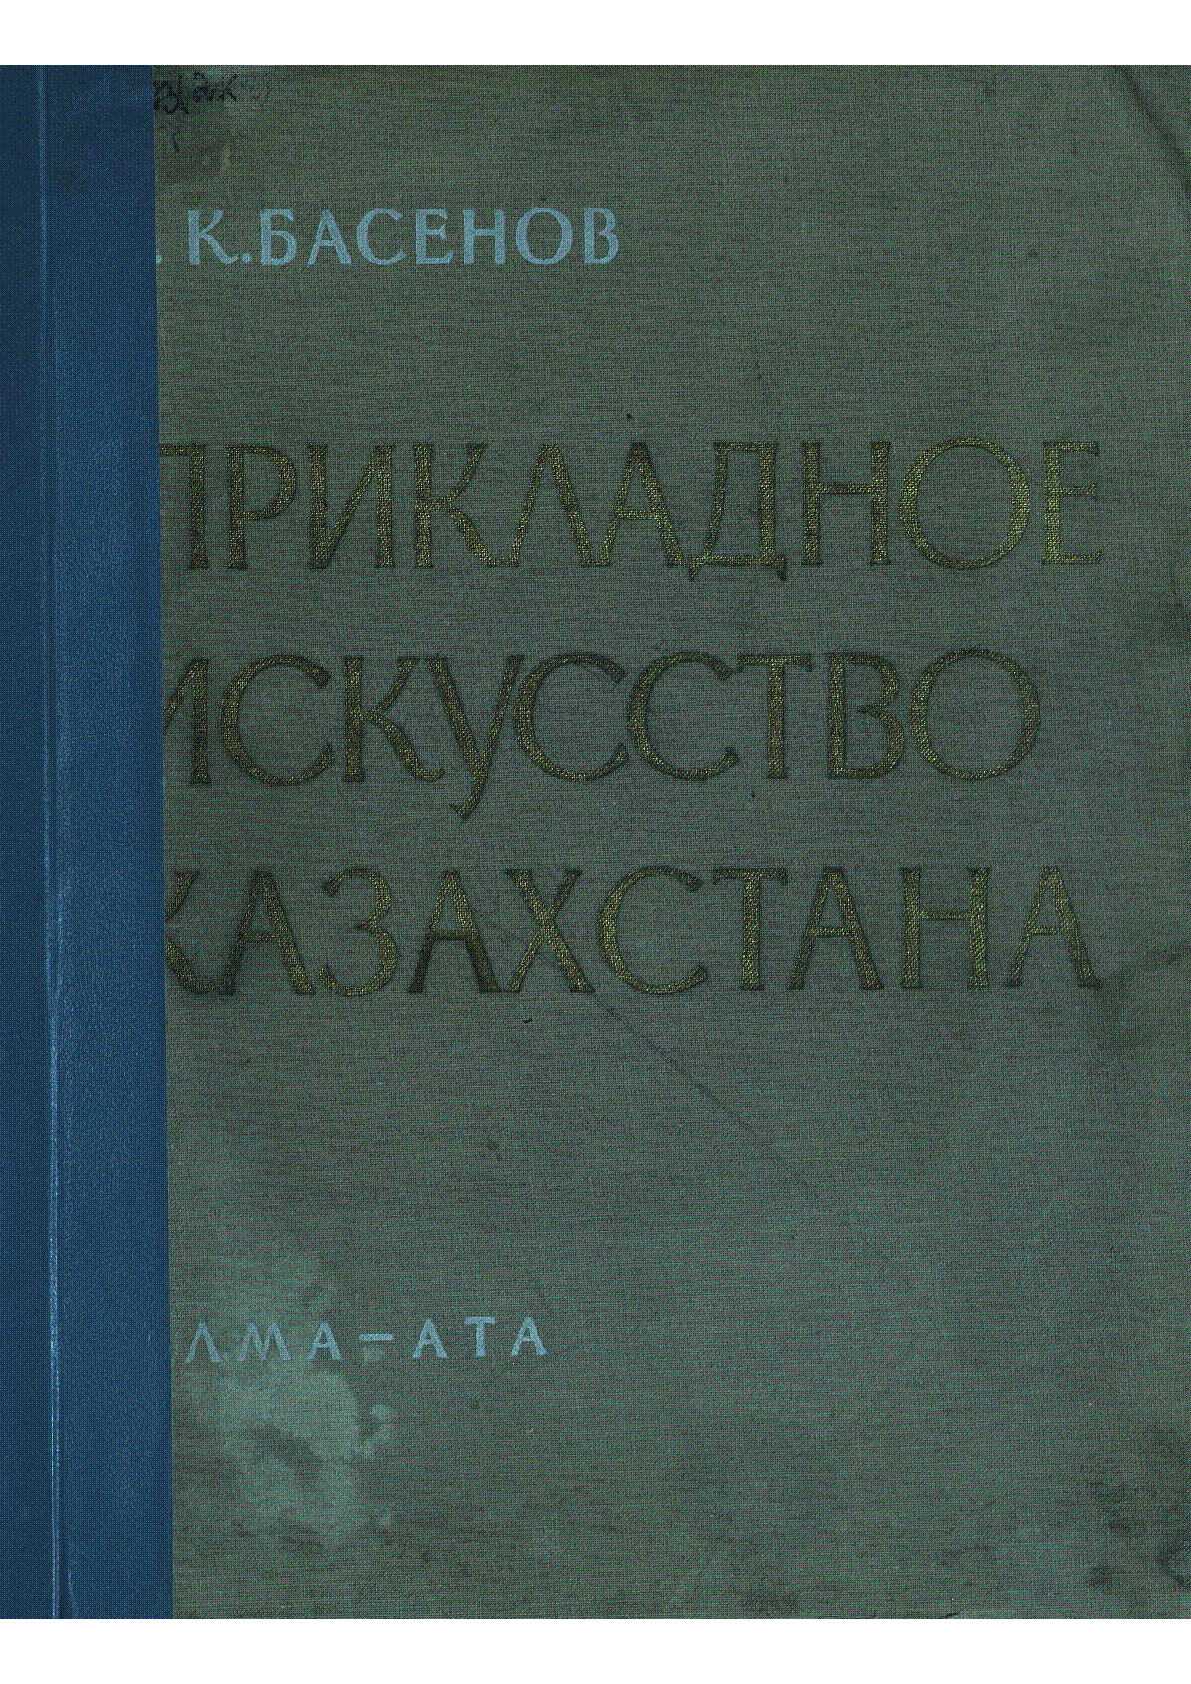 . К. БАСЕНОВ
ПРИКЛАДНОЕ
ИСКУССТВО
КАЗАХСТАНА
ЛМА-АТА